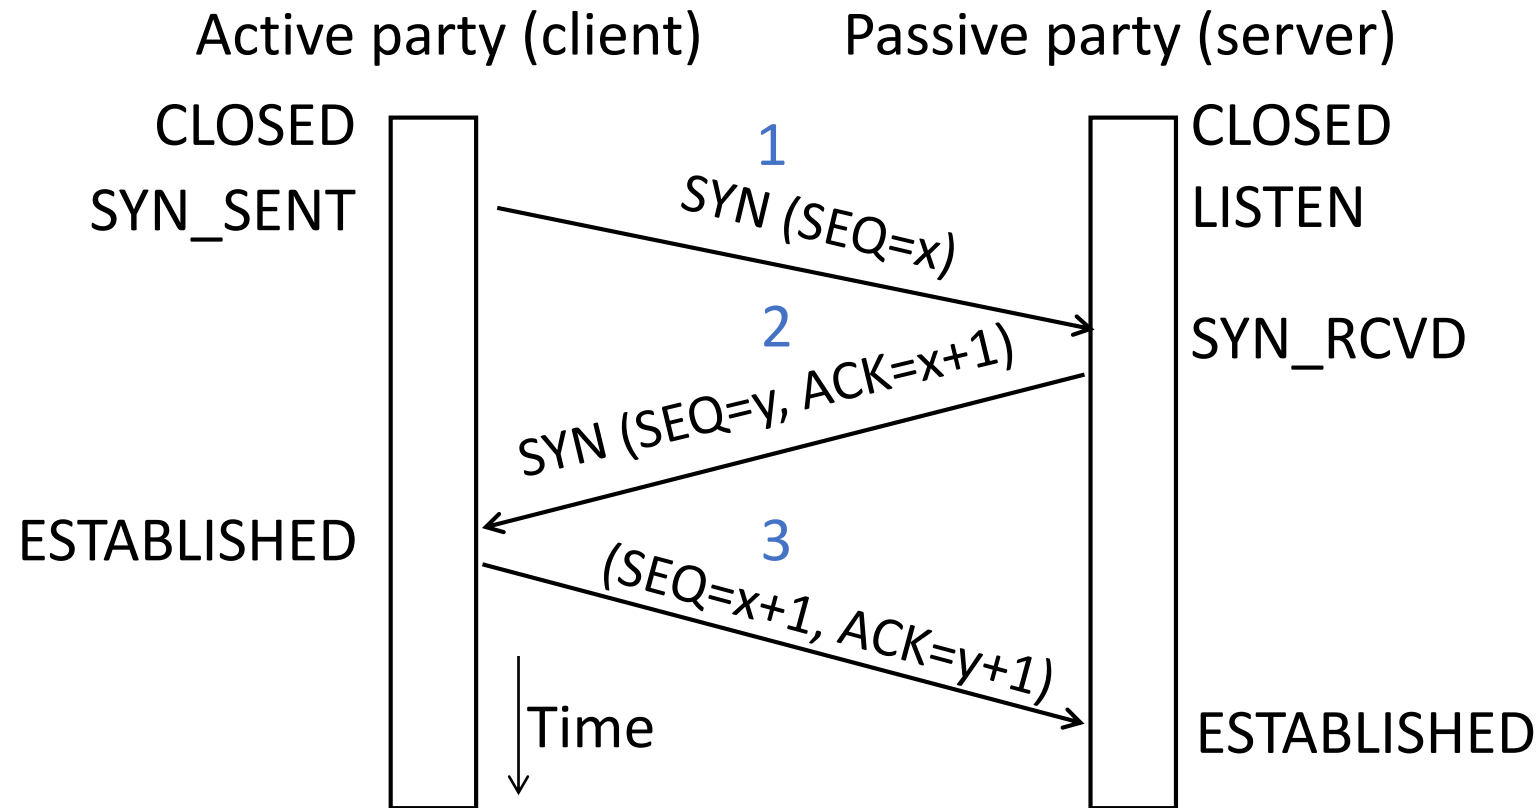 Active party (client)
Passive party (server)
CLOSED
CLOSED
1
SYN_SENT
SYN (SEQ=x)
LISTEN
2
SYN_RCVD
SYN (SEQ=y, ACK=x+1)
ESTABLISHED
3
(SEQ=x+1, ACK=y+1)
Time
ESTABLISHED